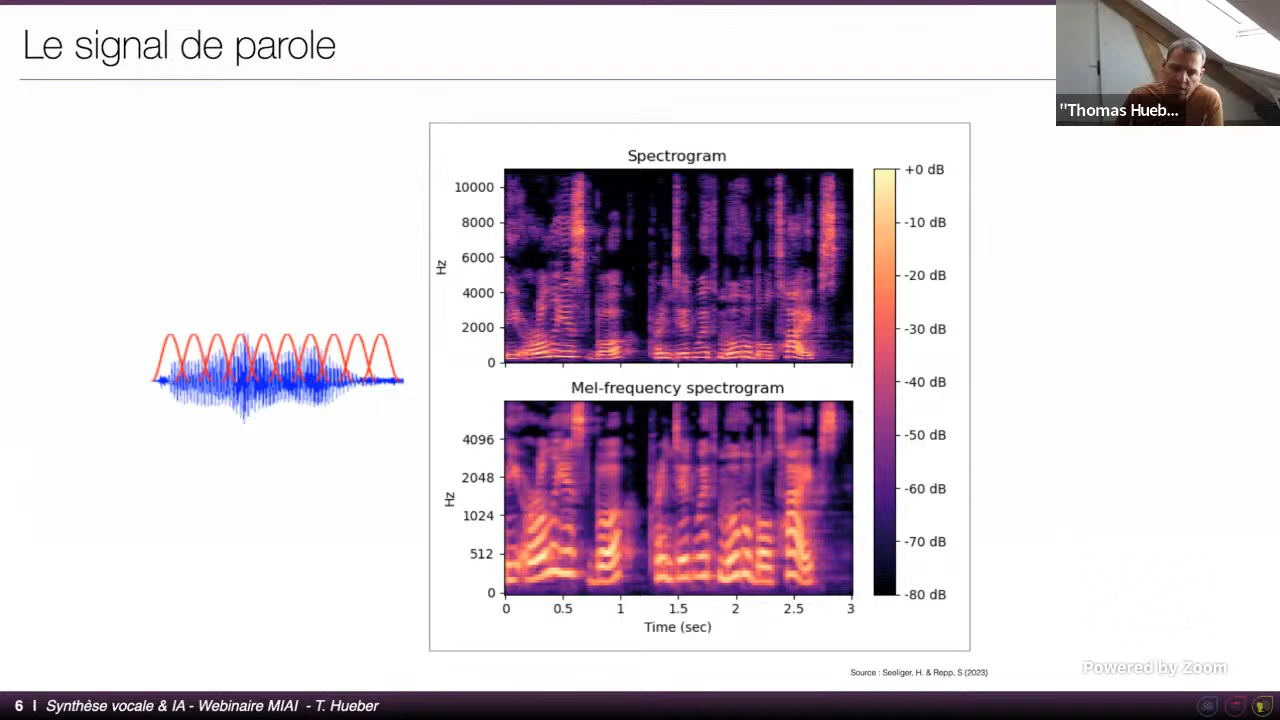 Le signal de parole
"Thomas Hueb...
Spectrogram
10000
8000
6000
4000
2000
0
Hz
Mel-frequency spectrogram
4096
2048
1024
512
0
Hz
0 0.5 1 1.5 2 2.5 3
Time (sec)
+0 dB
-10 dB
-20 dB
-30 dB
-40 dB
-50 dB
-60 dB
-70 dB
-80 dB
Source : Seeliger, H. & Repp, S (2023)
Powered by Zoom
6 I Synthèse vocale & IA - Webinaire MIAI - T. Hueber